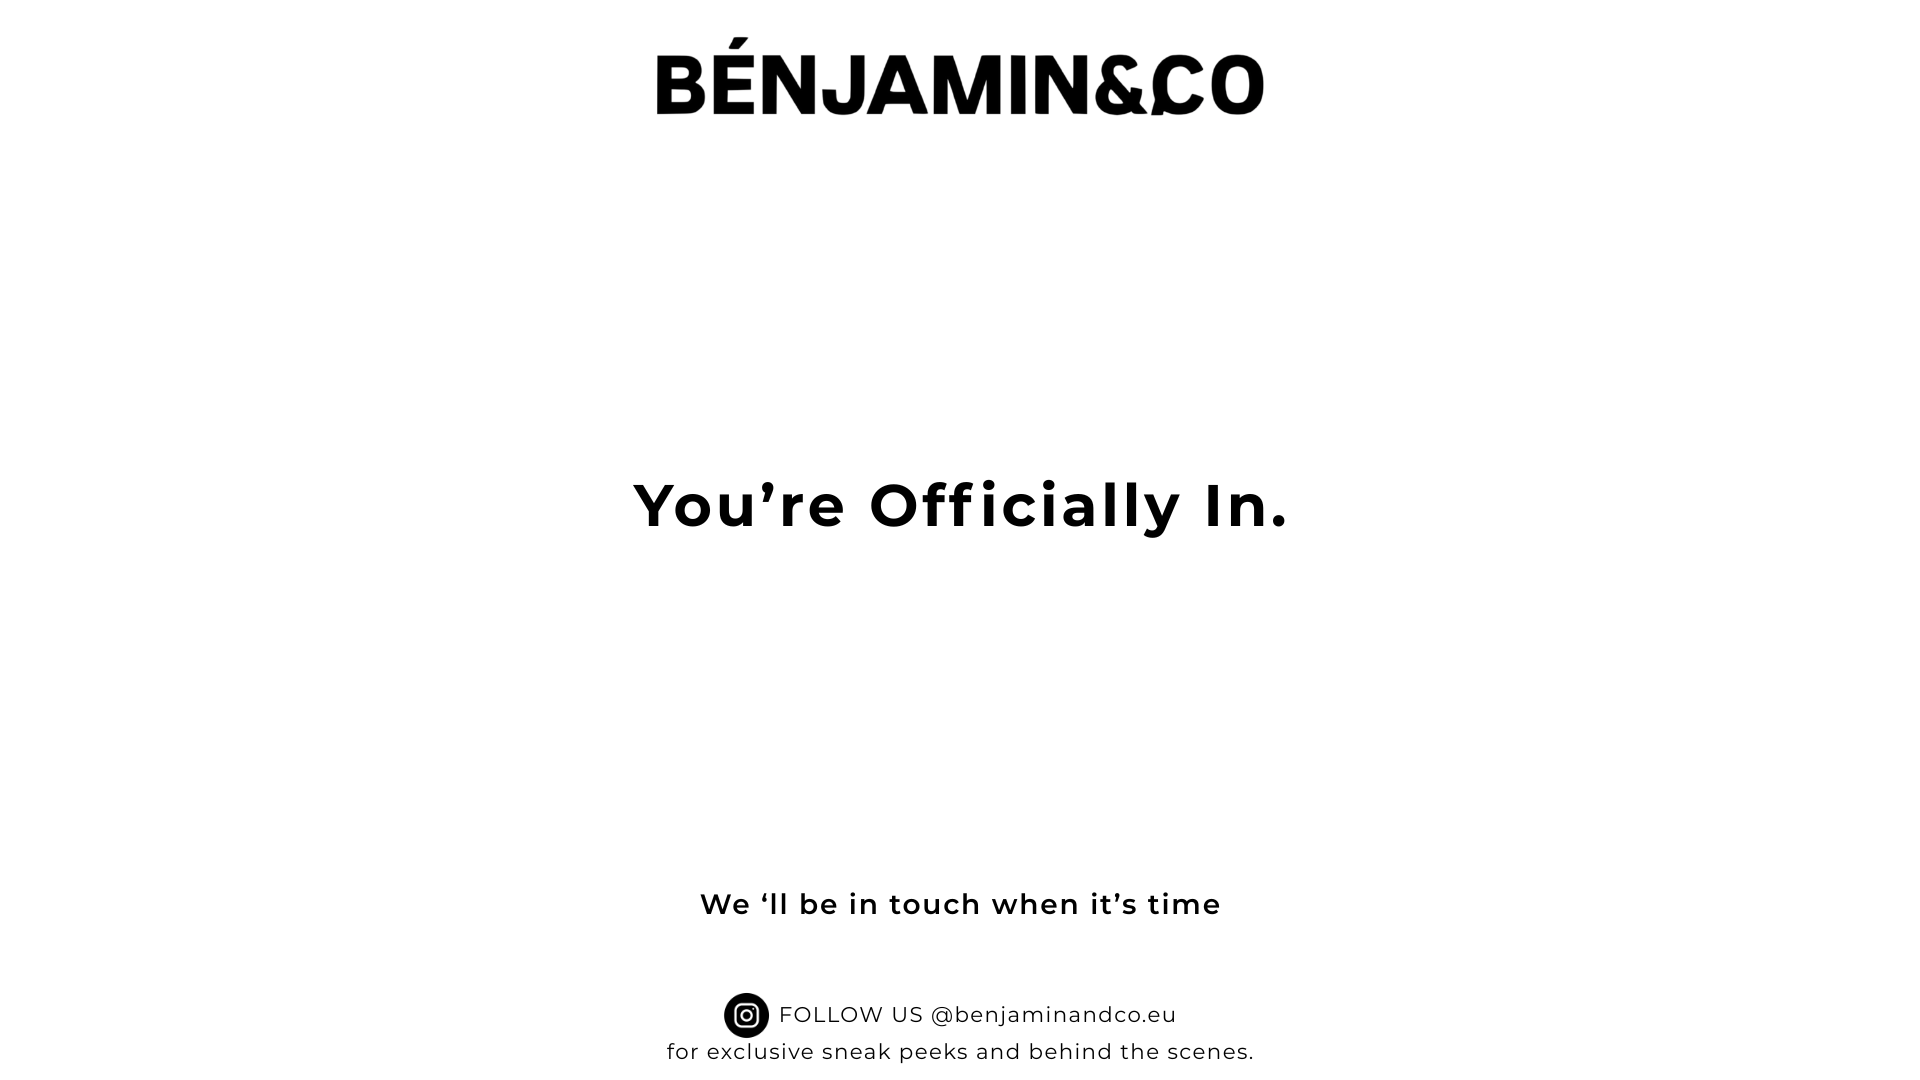 BÉNJAMIN&CO
You’re Officially In.
We ‘ll be in touch when it’s time
FOLLOW US @benjaminandco.eu
for exclusive sneak peeks and behind the scenes.